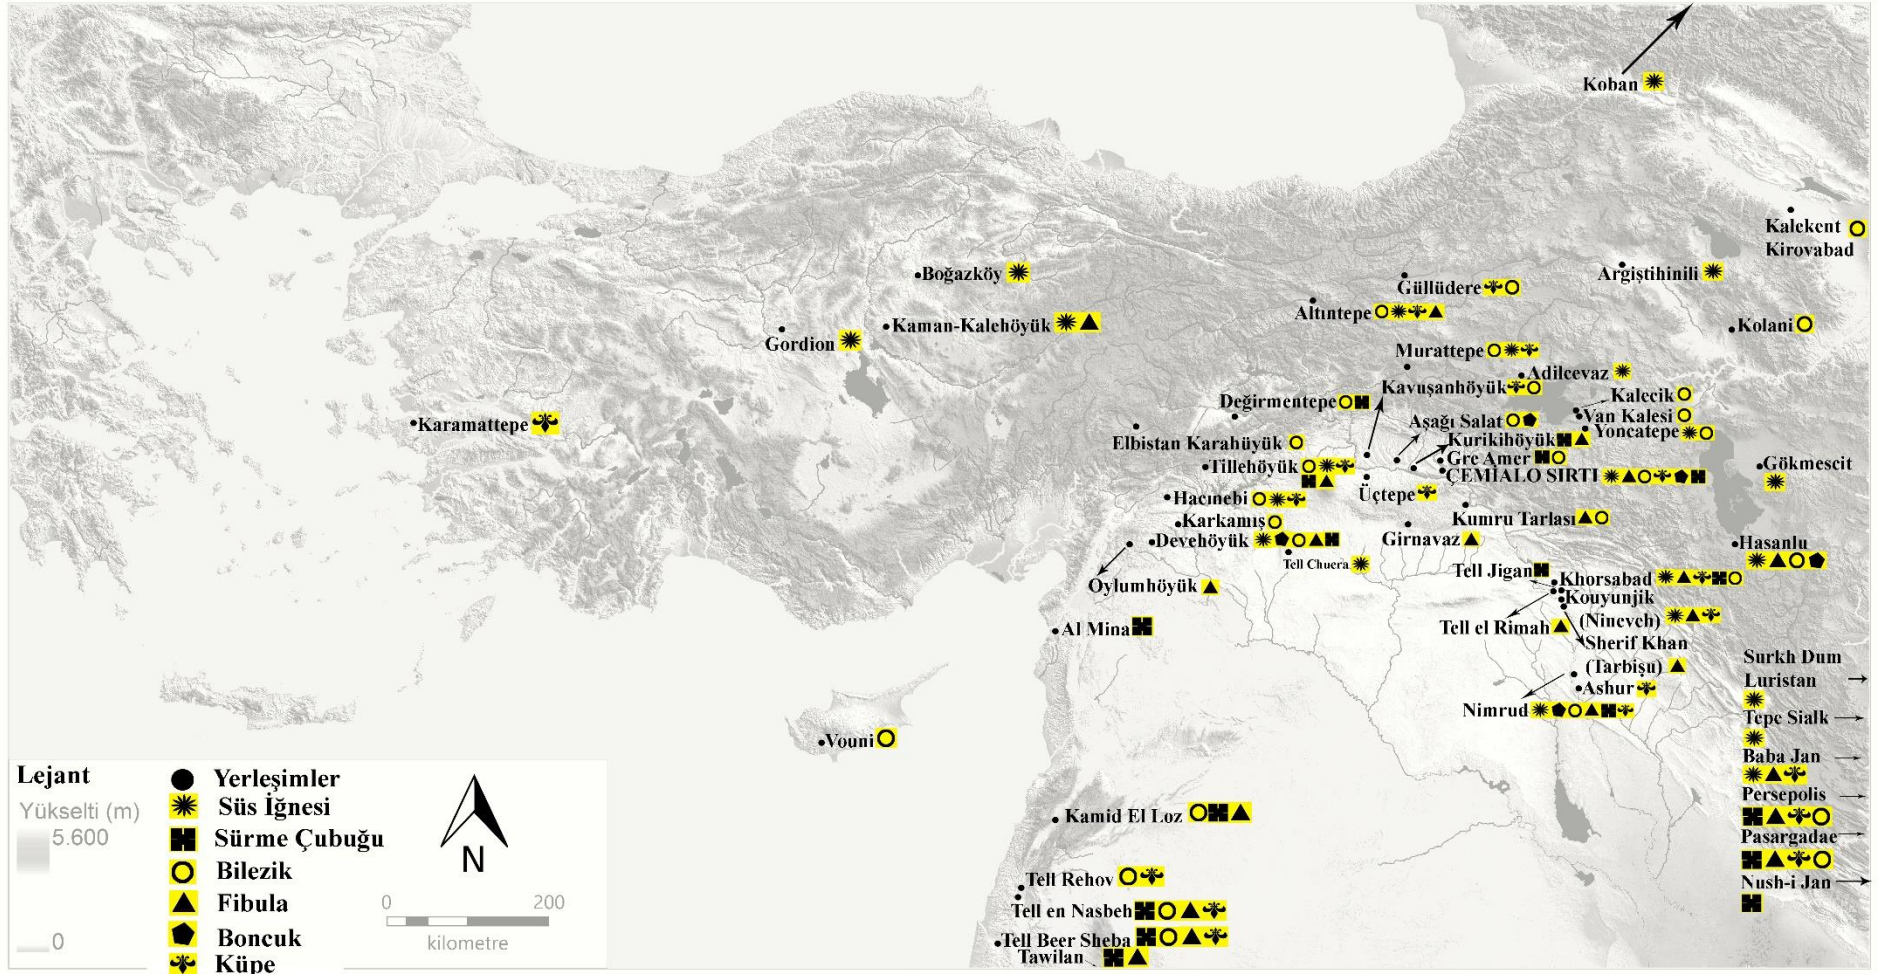 Koban
Kalekent
Kirovabad
Boğazköy
Argiştihinili
Güllüdere
Altıntepe
Kaman-Kalehöyük
Kolani
Gordion
Murattepe
Adilcevaz
Kavuşanhöyük
Kalecik
Değirmentepe
Aşağı Salat
Van Kalesi
Karamattepe
Yoncatepe
Elbistan Karahüyük
Kurikihöyük
Gre Amer
Tillehöyük
Gökmescit
ÇEMİALO SIRTI
Üçtepe
Hacınebi
Karkamış
Kumru Tarlası
Devehöyük
Girnavaz
Hasanlu
Tell Chuera
Tell Jigan
Khorsabad
Oylumhöyük
Kouyunjik
(Nineveh)
Tell el Rimah
Al Mina
Sherif Khan
(Tarbişu)
Surkh Dum
Luristan
Ashur
Nimrud
Tepe Sialk
Vouni
Baba Jan
Persepolis
Kamid El Loz
Pasargadae
Tell Rehov
Nush-i Jan
Tell en Nasbeh
Tell Beer Sheba
Tawilan
Lejant
Yükselti (m)
5.600
0
Yerleşimler
Süs İğnesi
Sürme Çubuğu
Bilezik
Fibula
Boncuk
Küpe
N
0 200
kilometre